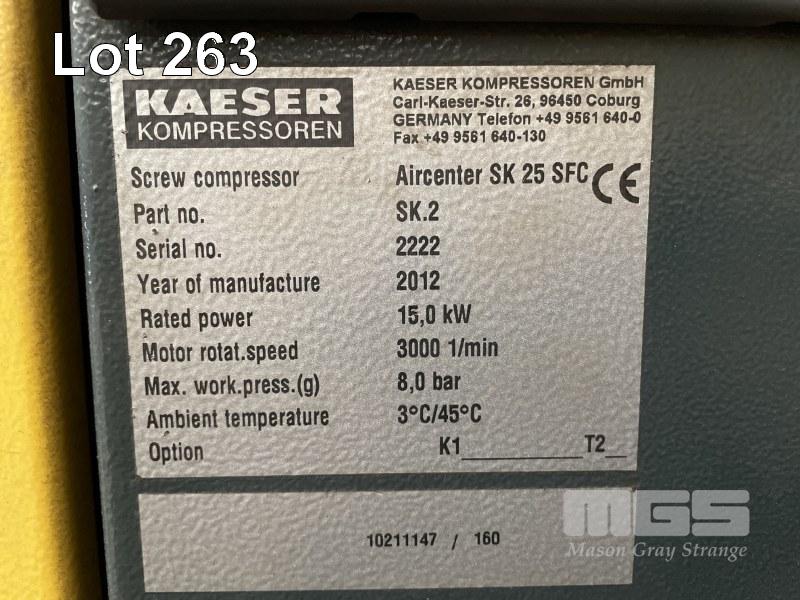 Lot 263
KAESER
KOMPRESSOREN
KAESER KOMPRESSOREN GmbH
Carl-Kaeser-Str. 26, 96450 Coburg
GERMANY Telefon +49 9561 640-0
Fax +49 9561 640-130
Screw compressor Aircenter SK 25 SFC CE
Part no. SK.2
Serial no. 2222
Year of manufacture 2012
Rated power 15,0 kW
Motor rotat.speed 3000 1/min
Max. work.press.(g) 8,0 bar
Ambient temperature 3°C/45°C
Option K1__________T2__
10211147 / 160
MGS
Mason Gray Strange